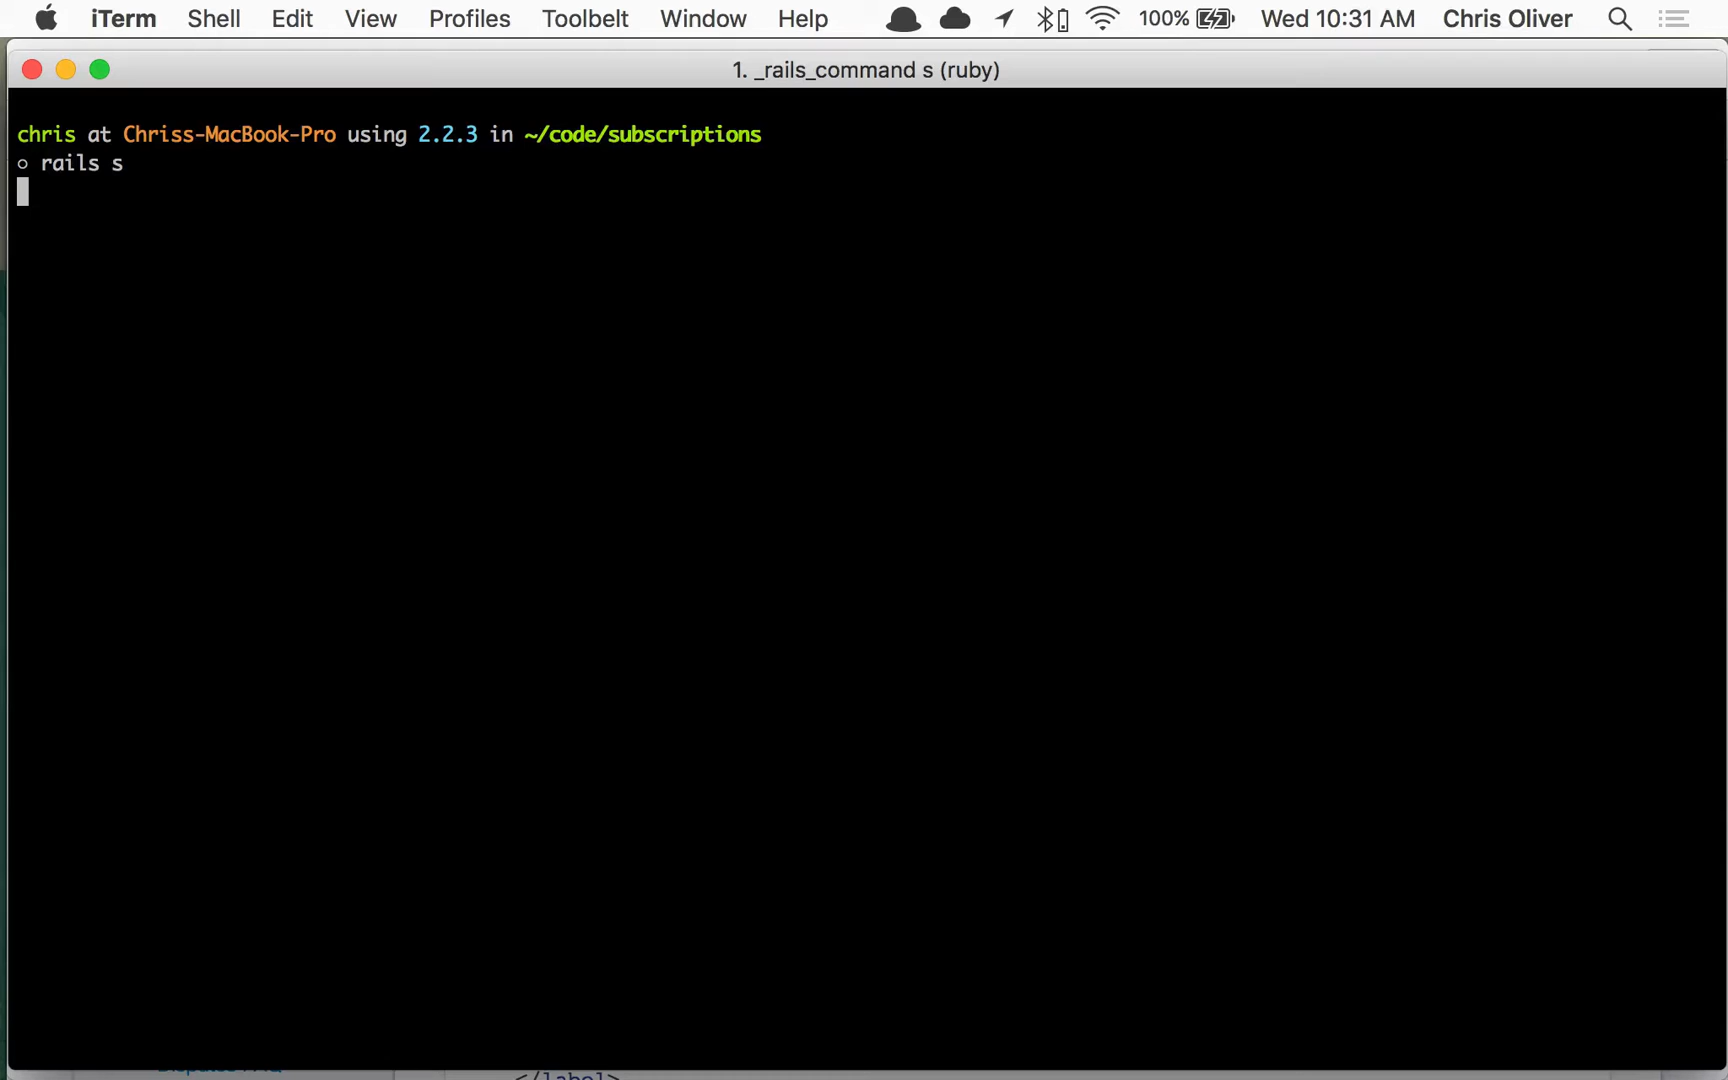 iTerm Shell Edit View Profiles Toolbelt Window Help 100% Wed 10:31 AM Chris Oliver
1. _rails_command s (ruby)
chris at Chriss-MacBook-Pro using 2.2.3 in ~/code/subscriptions
○ rails s
</label>